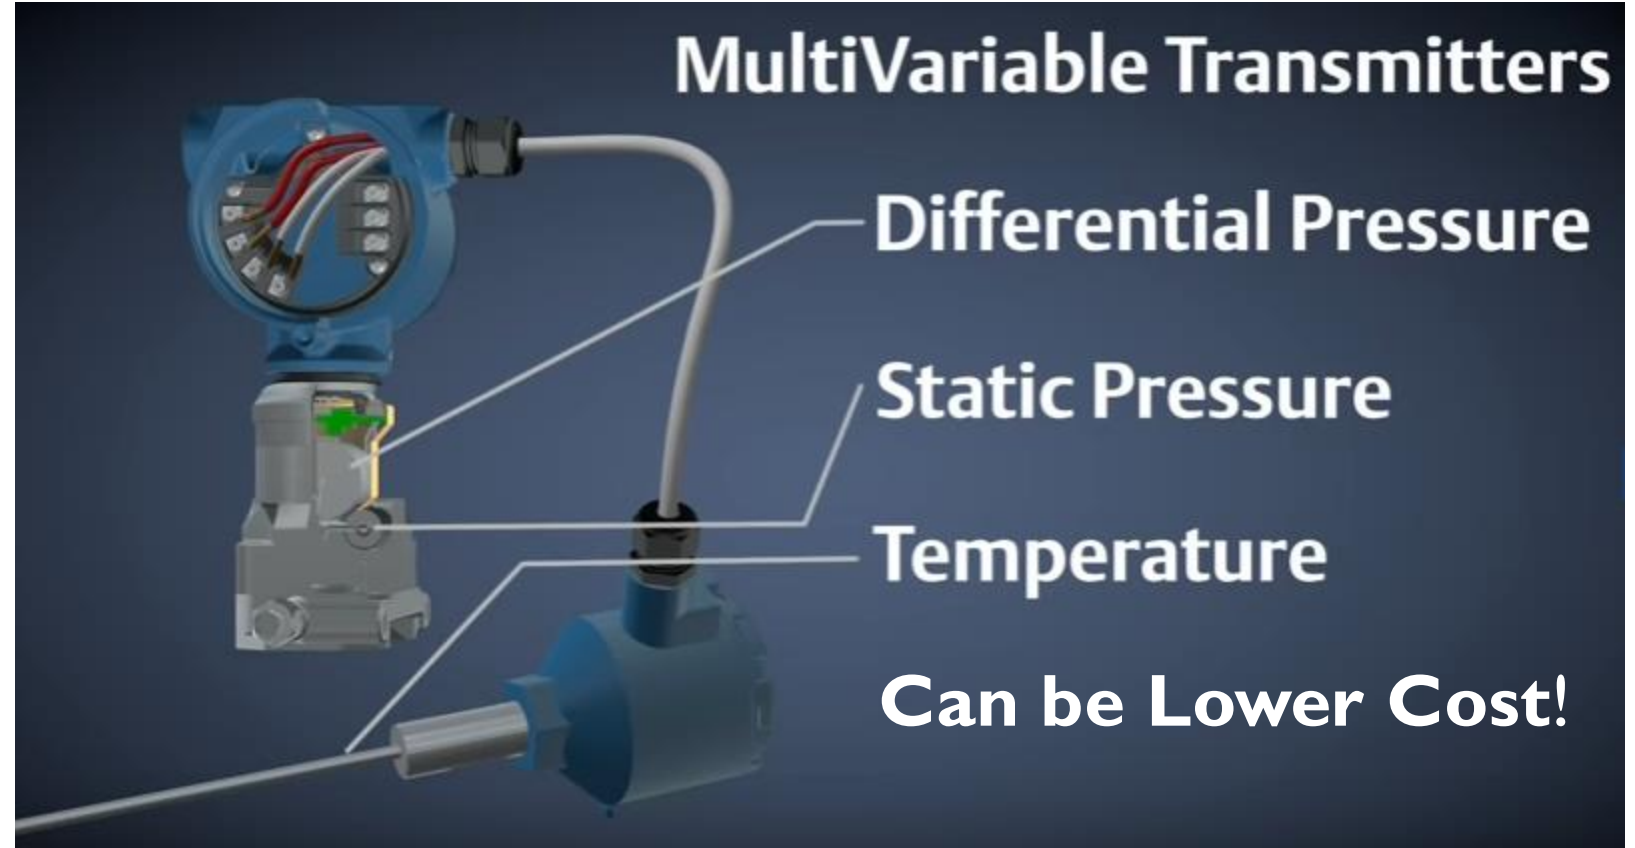 MultiVariable Transmitters
Differential Pressure
Static Pressure
Temperature
Can be Lower Cost!